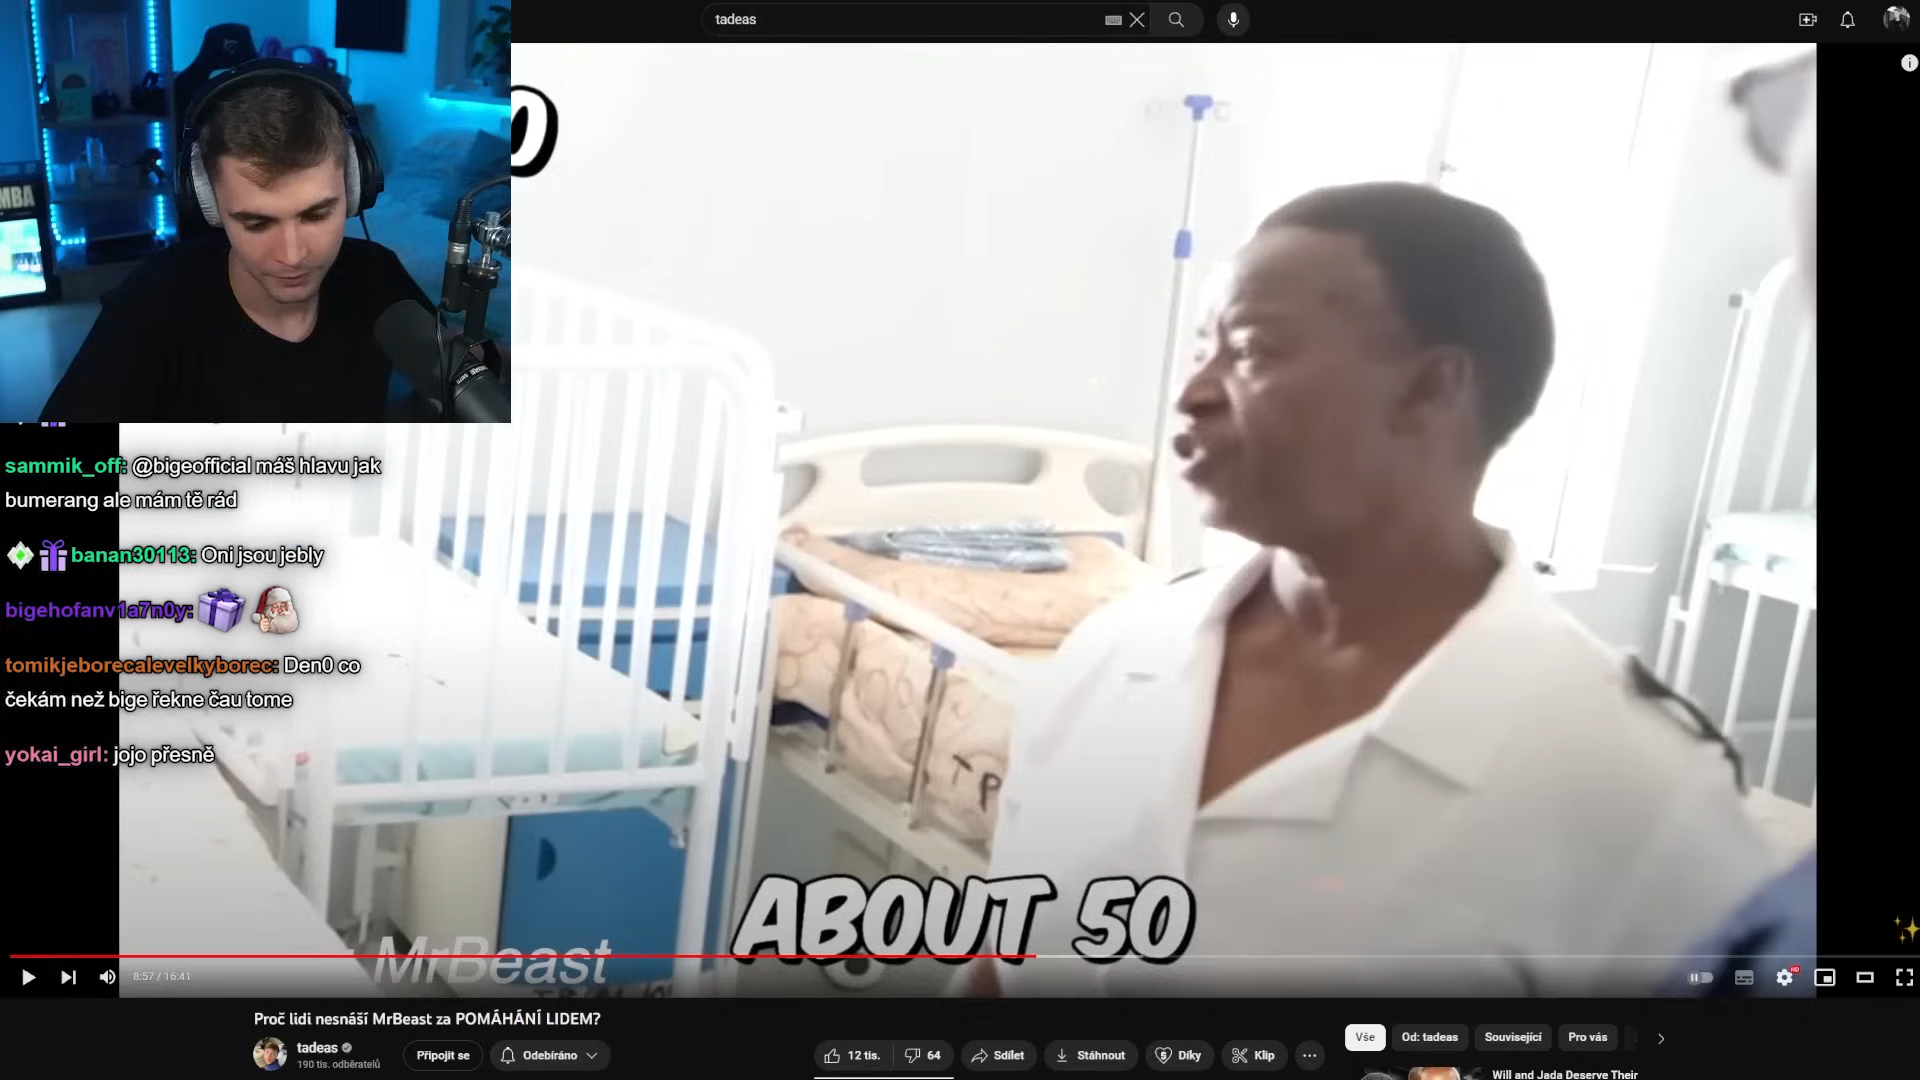 tadeas
MBA
sammik_off: @bigeofficial máš hlavu jak
bumerang ale mám tě rád
banan30113: Oni jsou jebly
bigehofanv1a7n0y:
tomikjeborecalevelkyborec: Den0 co
čekám než bige řekne čau tome
yokai_girl: jojo přesně
ABOUT 50
MrBeast
8:57 / 16:41
HD
Proč lidi nesnáší MrBeast za POMÁHÁNÍ LIDEM?
tadeas
190 tis. odběratelů
Připojit se
Odebíráno
12 tis.
64
Sdílet
Stáhnout
Díky
Klip
Vše
Od: tadeas
Související
Pro vás
Will and Jada Deserve Their